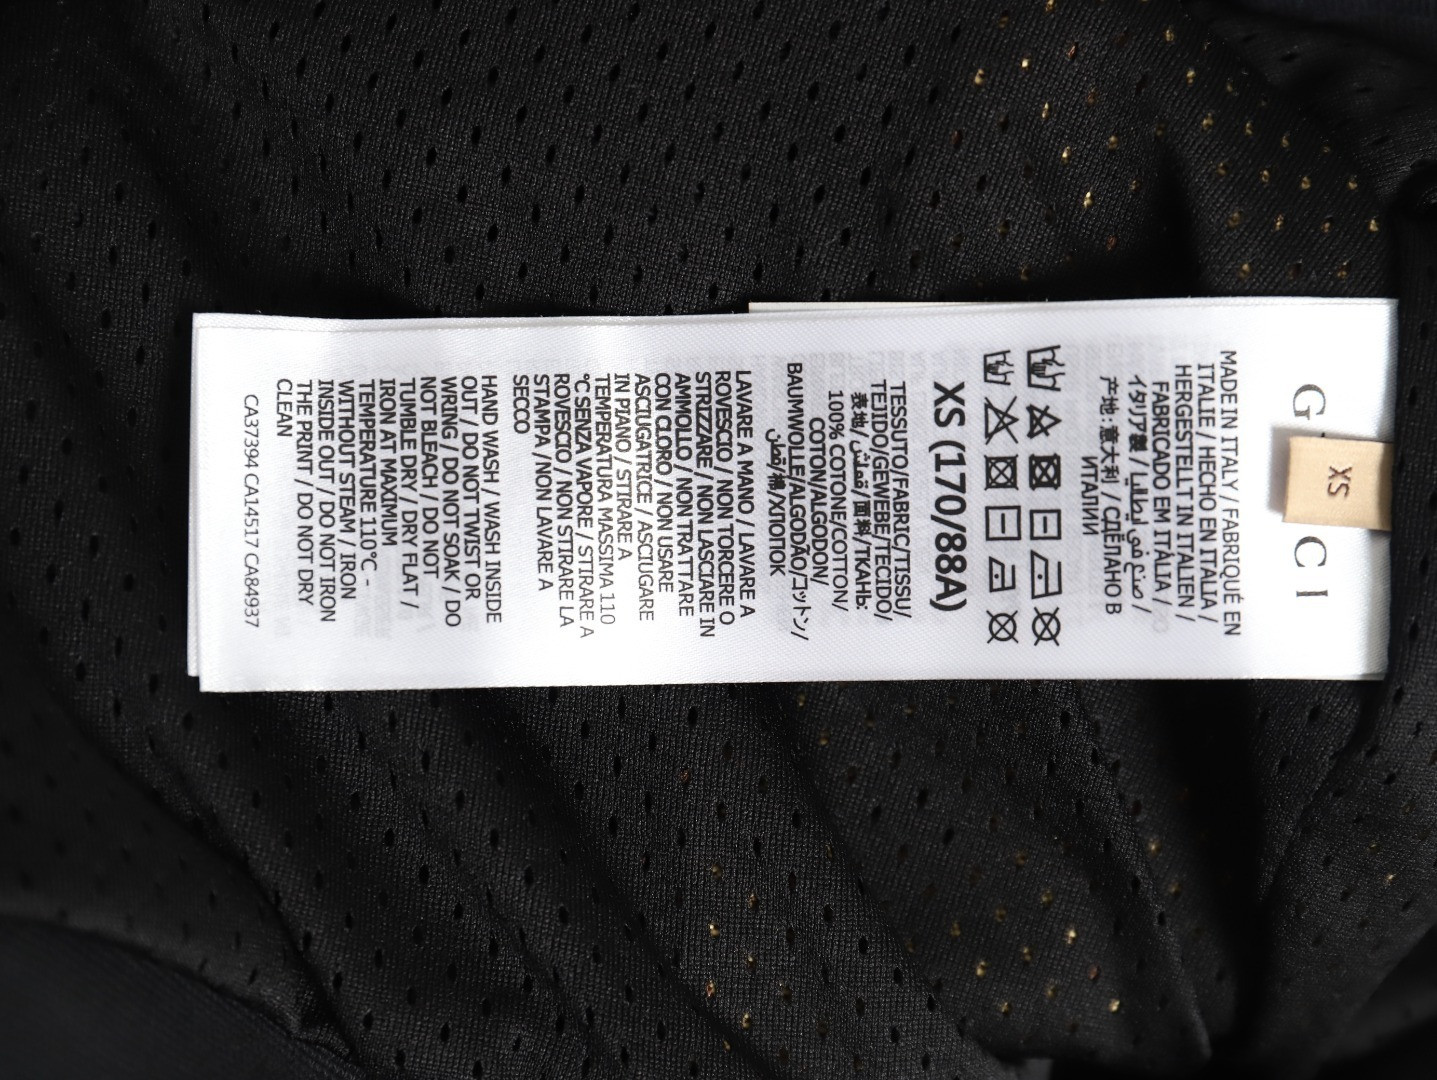 G CI
XS
MADE IN ITALY / FABRIQUÉ EN
ITALIE / HECHO EN ITALIA /
HERGESTELLT IN ITALIEN /
FABRICADO EM ITÁLIA /
イタリア製 / صنع في إيطاليا /
产地: 意大利 / СДЕЛАНО В
ИТАЛИИ
XS (170/88A)
TESSUTO/FABRIC/TISSU/
TEJIDO/GEWEBE/TECIDO/
表地/قماش/面料/ТКАНЬ:
100% COTONE/COTTON/
COTON/ALGODON/
BAUMWOLLE/ALGODÃO/コットン/
قطن/棉/ХЛОПОК
LAVARE A MANO / LAVARE A
ROVESCIO / NON TORCERE O
STRIZZARE / NON LASCIARE IN
AMMOLLO / NON TRATTARE
CON CLORO / NON USARE
ASCIUGATRICE / ASCIUGARE
IN PIANO / STIRARE A
TEMPERATURA MASSIMA 110
°C SENZA VAPORE / STIRARE A
ROVESCIO / NON STIRARE LA
STAMPA / NON LAVARE A
SECCO
HAND WASH / WASH INSIDE
OUT / DO NOT TWIST OR
WRING / DO NOT SOAK / DO
NOT BLEACH / DO NOT
TUMBLE DRY / DRY FLAT /
IRON AT MAXIMUM
TEMPERATURE 110°C -
WITHOUT STEAM / IRON
INSIDE OUT / DO NOT IRON
THE PRINT / DO NOT DRY
CLEAN
CA37394 CA14517 CA84937